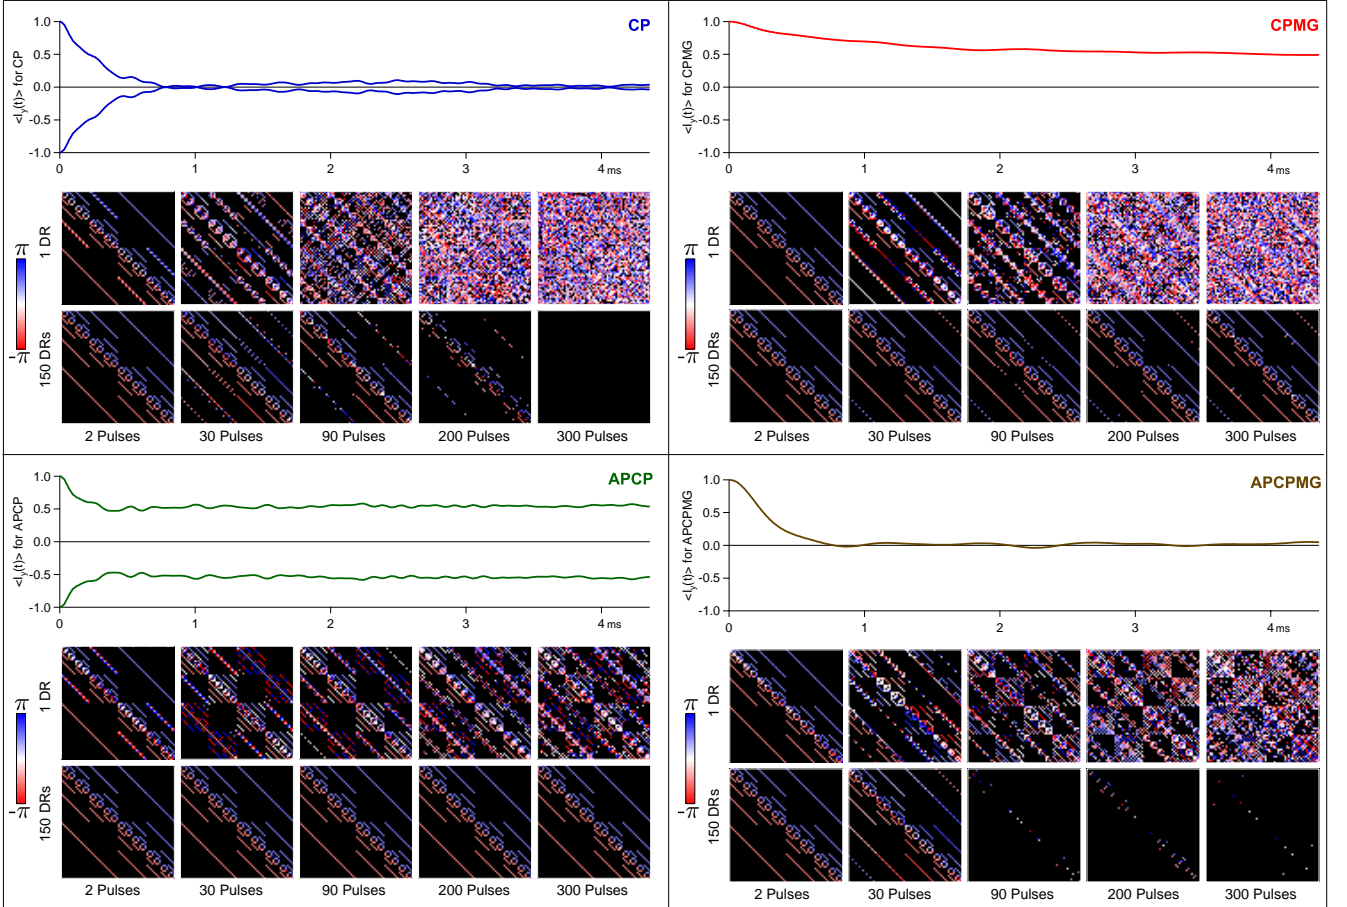 CP
<I_y(t)> for CP
1.0
0.5
0.0
-0.5
-1.0
0 1 2 3 4 ms
π
-π
1 DR
150 DRs
2 Pulses 30 Pulses 90 Pulses 200 Pulses 300 Pulses
CPMG
<I_y(t)> for CPMG
1.0
0.5
0.0
-0.5
-1.0
0 1 2 3 4 ms
π
-π
1 DR
150 DRs
2 Pulses 30 Pulses 90 Pulses 200 Pulses 300 Pulses
APCP
<I_y(t)> for APCP
1.0
0.5
0.0
-0.5
-1.0
0 1 2 3 4 ms
π
-π
1 DR
150 DRs
2 Pulses 30 Pulses 90 Pulses 200 Pulses 300 Pulses
APCPMG
<I_y(t)> for APCPMG
1.0
0.5
0.0
-0.5
-1.0
0 1 2 3 4 ms
π
-π
1 DR
150 DRs
2 Pulses 30 Pulses 90 Pulses 200 Pulses 300 Pulses